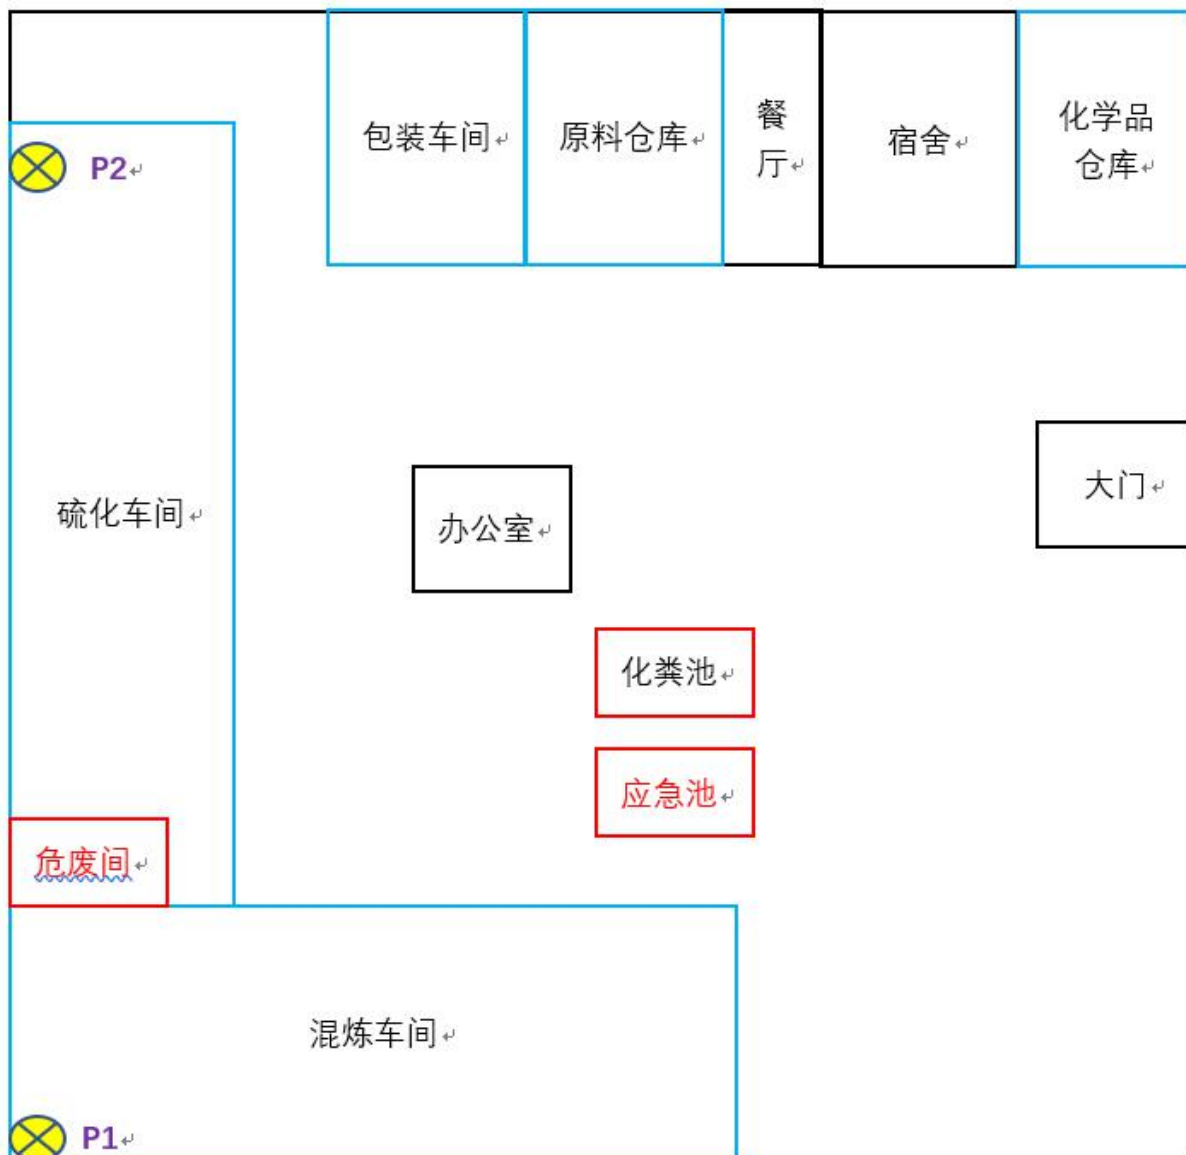 包装车间
原料仓库
餐
厅
宿舍
化学品
仓库
P2
硫化车间
办公室
大门
化粪池
应急池
危废间
混炼车间
P1